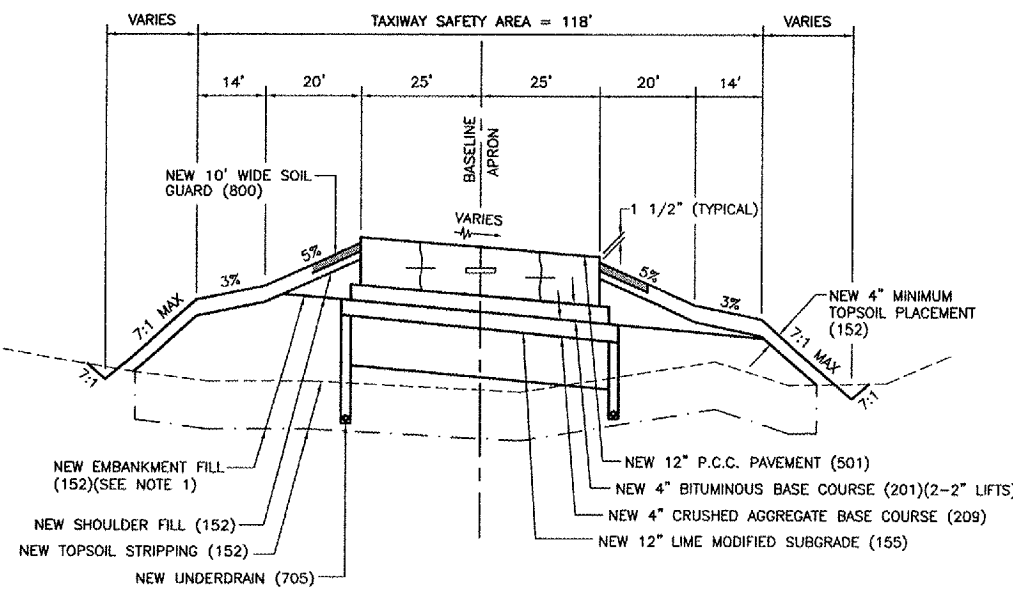 VARIES
TAXIWAY SAFETY AREA = 118'
VARIES
14'
20'
25'
25'
20'
14'
BASELINE
APRON
NEW 10' WIDE SOIL
GUARD (800)
VARIES
1 1/2" (TYPICAL)
5%
5%
3%
3%
7:1 MAX
7:1 MAX
7:1
7:1
NEW 4" MINIMUM
TOPSOIL PLACEMENT
(152)
NEW EMBANKMENT FILL
(152)(SEE NOTE 1)
NEW SHOULDER FILL (152)
NEW TOPSOIL STRIPPING (152)
NEW UNDERDRAIN (705)
NEW 12" P.C.C. PAVEMENT (501)
NEW 4" BITUMINOUS BASE COURSE (201)(2-2" LIFTS)
NEW 4" CRUSHED AGGREGATE BASE COURSE (209)
NEW 12" LIME MODIFIED SUBGRADE (155)